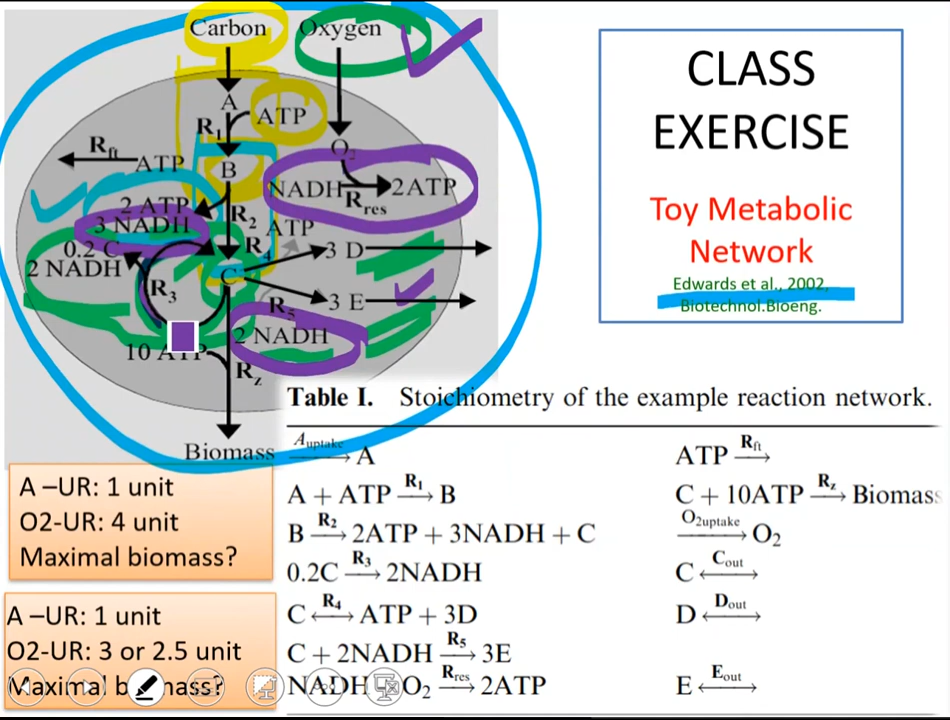 Carbon Oxygen
A
R1 ATP
Rft ATP
O2
B
NADH 2ATP
Rres
2 ATP
3 NADH
R2 ATP
0.2 C
R4 3 D
2 NADH
C
R3
R5 3 E
2 NADH
10 ATP
Rz
Biomass
CLASS
EXERCISE
Toy Metabolic
Network
Edwards et al., 2002,
Biotechnol.Bioeng.
A –UR: 1 unit
O2-UR: 4 unit
Maximal biomass?
A –UR: 1 unit
O2-UR: 3 or 2.5 unit
Table I. Stoichiometry of the example reaction network.
Auptake → A
A + ATP R1 → B
B R2 → 2ATP + 3NADH + C
0.2C R3 → 2NADH
C R4 ↔ ATP + 3D
C + 2NADH R5 → 3E
NADH O2 Rres → 2ATP
ATP Rft →
C + 10ATP Rz → Biomass
O2uptake → O2
C Cout ↔
D Dout ↔
E Eout ↔